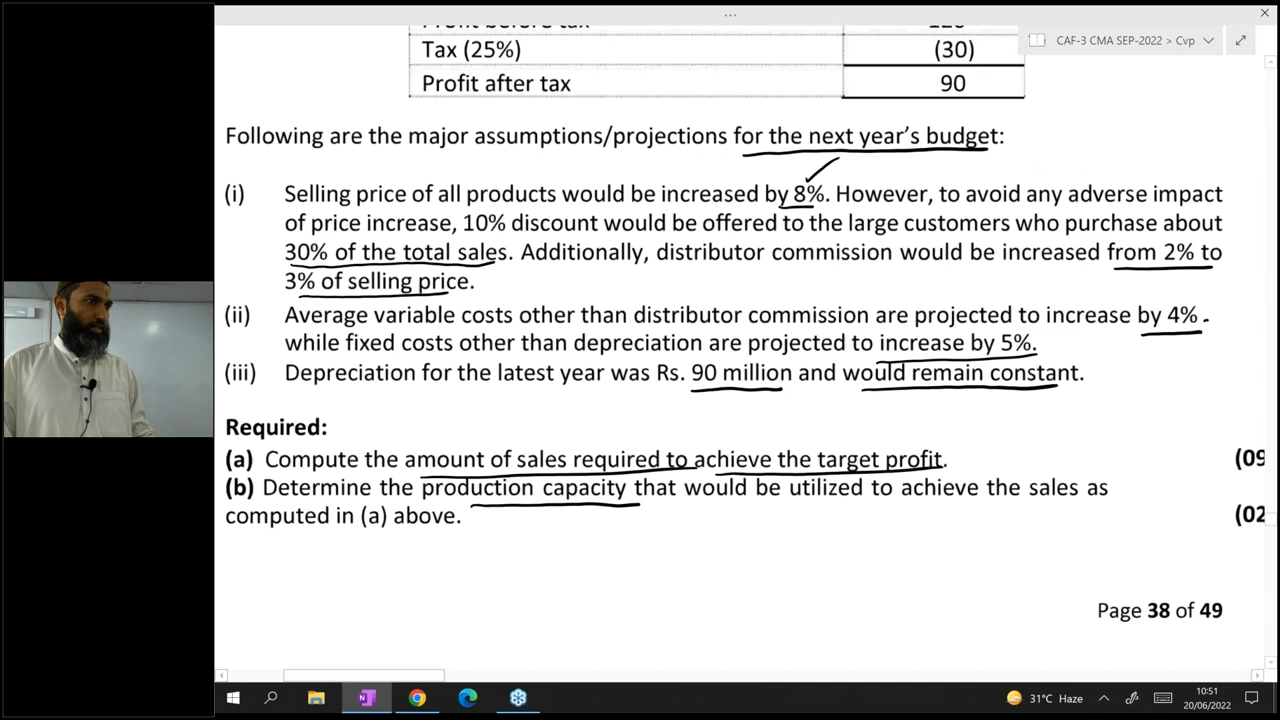 CAF-3 CMA SEP-2022 > Cvp
Tax (25%) (30)
Profit after tax 90
Following are the major assumptions/projections for the next year's budget:
(i) Selling price of all products would be increased by 8%. However, to avoid any adverse impact
of price increase, 10% discount would be offered to the large customers who purchase about
30% of the total sales. Additionally, distributor commission would be increased from 2% to
3% of selling price.
(ii) Average variable costs other than distributor commission are projected to increase by 4%
while fixed costs other than depreciation are projected to increase by 5%.
(iii) Depreciation for the latest year was Rs. 90 million and would remain constant.
Required:
(a) Compute the amount of sales required to achieve the target profit. (09
(b) Determine the production capacity that would be utilized to achieve the sales as (02
computed in (a) above.
Page 38 of 49
31°C Haze
10:51
20/06/2022